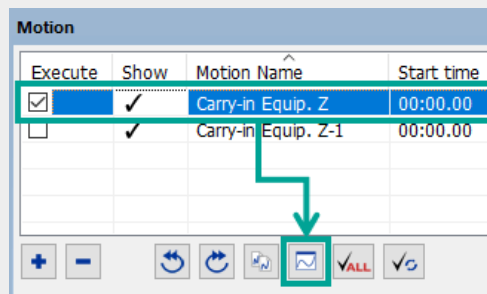 Motion
Execute Show Motion Name Start time
Carry-in Equip. Z 00:00.00
Carry-in Equip. Z-1 00:00.00
ALL